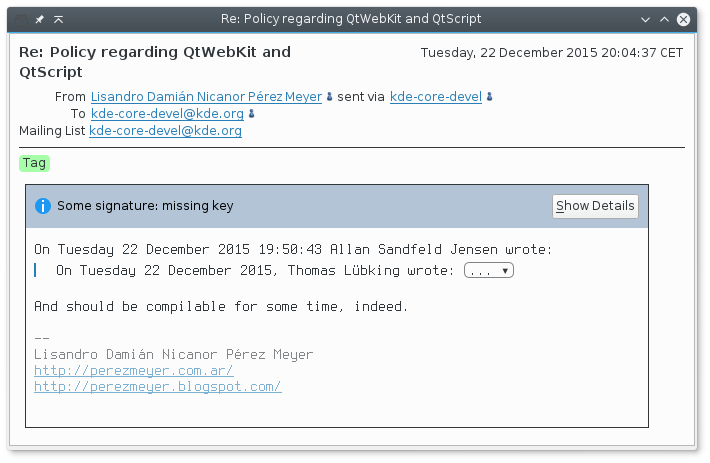 Re: Policy regarding QtWebKit and QtScript
Re: Policy regarding QtWebKit and
QtScript
Tuesday, 22 December 2015 20:04:37 CET
From Lisandro Damián Nicanor Pérez Meyer sent via kde-core-devel
To kde-core-devel@kde.org
Mailing List kde-core-devel@kde.org
Tag
Some signature: missing key
Show Details
On Tuesday 22 December 2015 19:50:43 Allan Sandfeld Jensen wrote:
On Tuesday 22 December 2015, Thomas Lübking wrote: ...
And should be compilable for some time, indeed.
--
Lisandro Damián Nicanor Pérez Meyer
http://perezmeyer.com.ar/
http://perezmeyer.blogspot.com/